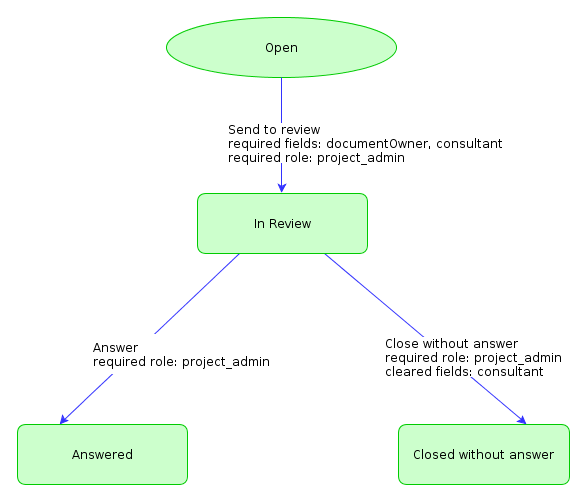 Open
Send to review
required fields: documentOwner, consultant
required role: project_admin
In Review
Answer
required role: project_admin
Close without answer
required role: project_admin
cleared fields: consultant
Answered
Closed without answer